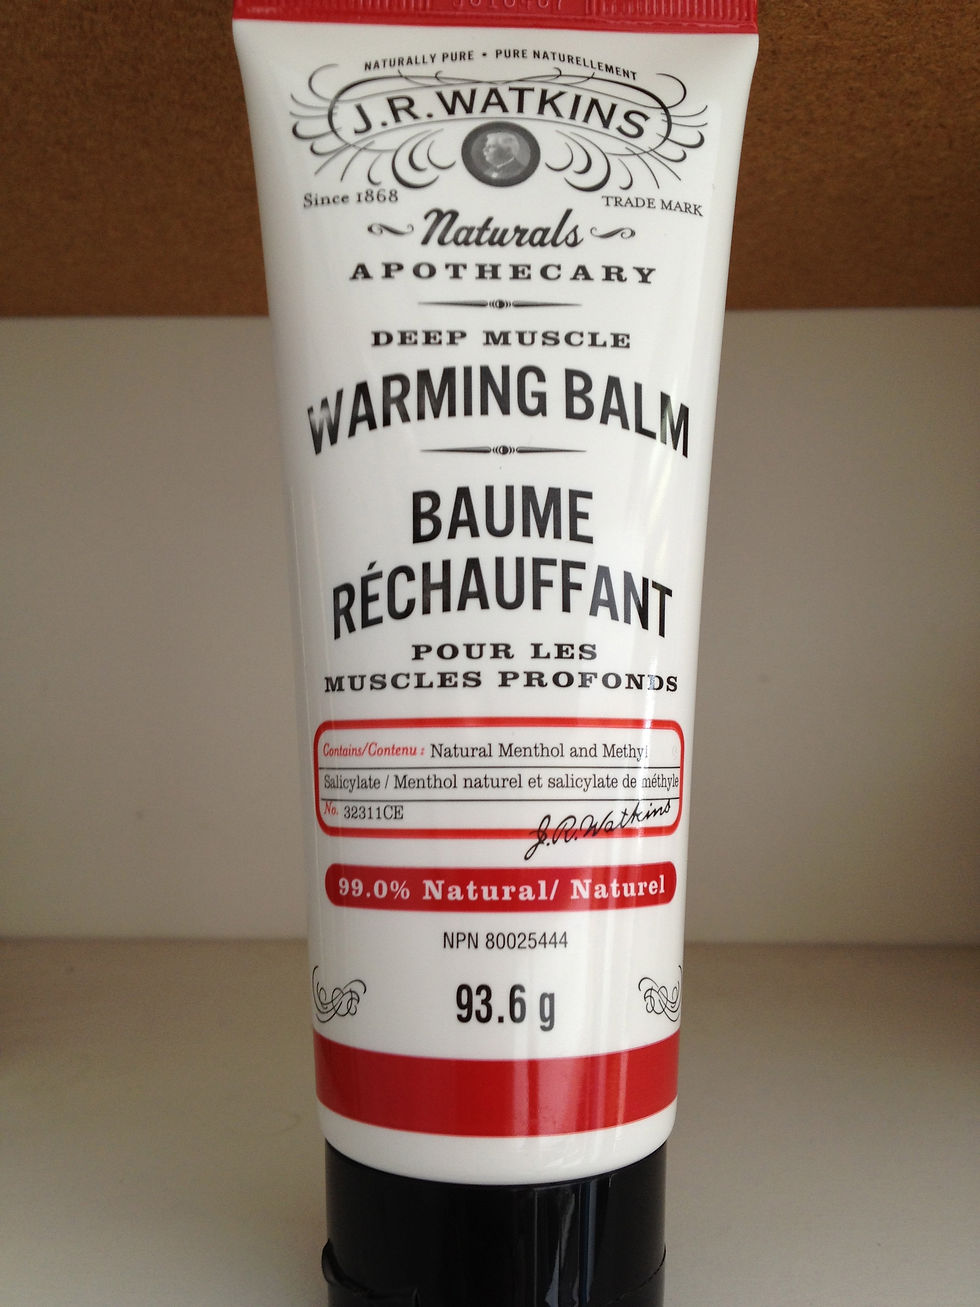 NATURALLY PURE • PURE NATURELLEMENT
J.R. WATKINS
Since 1868
TRADE MARK
Naturals
APOTHECARY
DEEP MUSCLE
WARMING BALM
BAUME
RÉCHAUFFANT
POUR LES
MUSCLES PROFONDS
Contains/Contenu : Natural Menthol and Methyl
Salicylate / Menthol naturel et salicylate de méthyle
No. 32311CE
J.R. Watkins
99.0% Natural/ Naturel
NPN 80025444
93.6 g